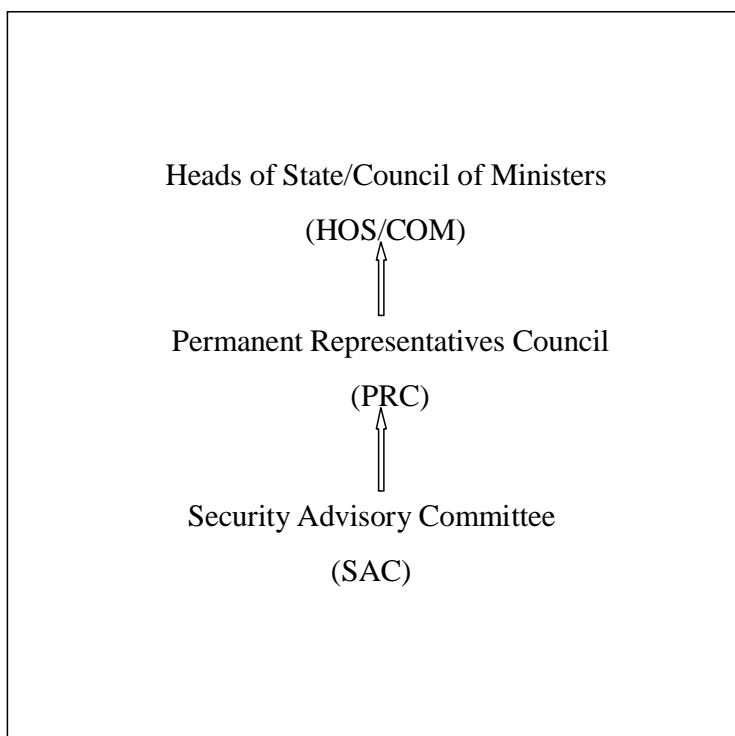 Heads of State/Council of Ministers
(HOS/COM)
Permanent Representatives Council
(PRC)
Security Advisory Committee
(SAC)